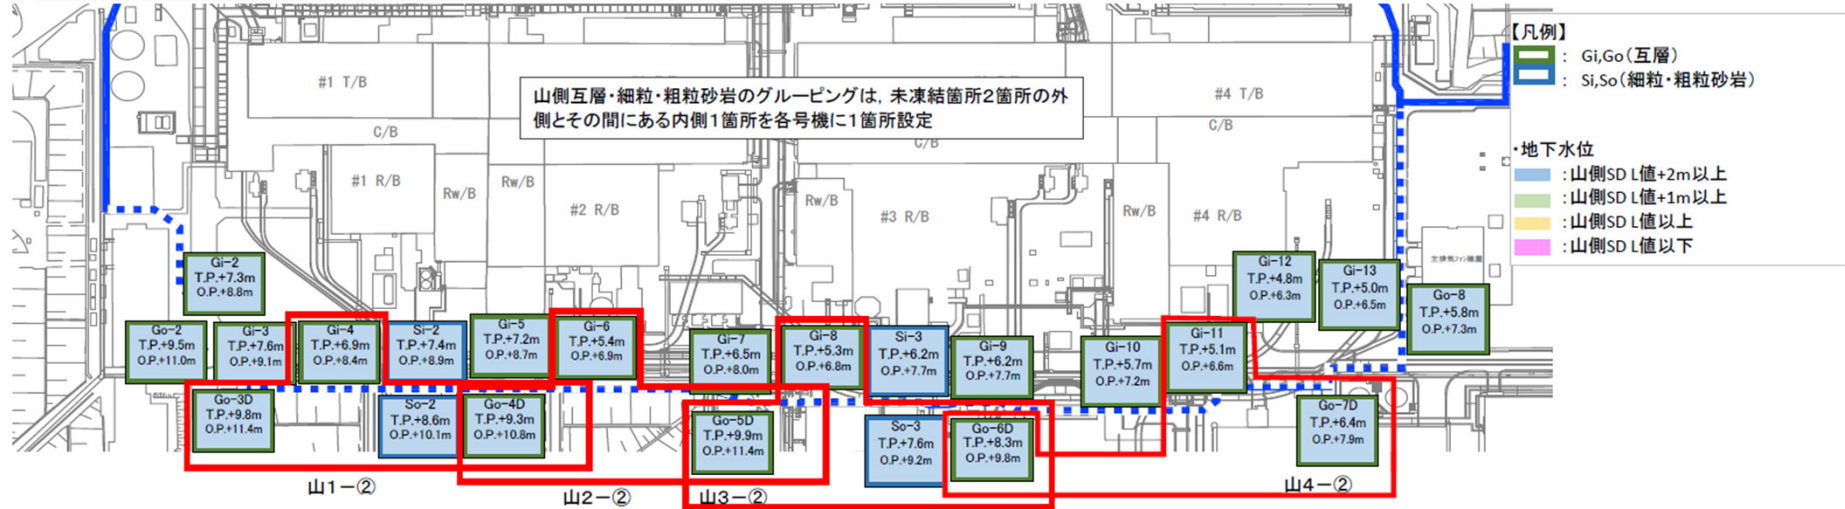 【凡例】
： Gi,Go(互層)
： Si,So(細粒・粗粒砂岩)
・地下水位
：山側SD L値+2m以上
：山側SD L値+1m以上
：山側SD L値以上
：山側SD L値以下
#1 T/B
山側互層・細粒・粗粒砂岩のグルーピングは，未凍結箇所2箇所の外
側とその間にある内側1箇所を各号機に1箇所設定
#4 T/B
C/B
C/B
C/B
#1 R/B
Rw/B
Rw/B
#2 R/B
Rw/B
#3 R/B
Rw/B
#4 R/B
主排気ファン建屋
Gi-2
T.P.+7.3m
O.P.+8.8m
Gi-12
T.P.+4.8m
O.P.+6.3m
Gi-13
T.P.+5.0m
O.P.+6.5m
Go-8
T.P.+5.8m
O.P.+7.3m
Go-2
T.P.+9.5m
O.P.+11.0m
Gi-3
T.P.+7.6m
O.P.+9.1m
Gi-4
T.P.+6.9m
O.P.+8.4m
Si-2
T.P.+7.4m
O.P.+8.9m
Gi-5
T.P.+7.2m
O.P.+8.7m
Gi-6
T.P.+5.4m
O.P.+6.9m
Gi-7
T.P.+6.5m
O.P.+8.0m
Gi-8
T.P.+5.3m
O.P.+6.8m
Si-3
T.P.+6.2m
O.P.+7.7m
Gi-9
T.P.+6.2m
O.P.+7.7m
Gi-10
T.P.+5.7m
O.P.+7.2m
Gi-11
T.P.+5.1m
O.P.+6.6m
Go-3D
T.P.+9.8m
O.P.+11.4m
So-2
T.P.+8.6m
O.P.+10.1m
Go-4D
T.P.+9.3m
O.P.+10.8m
Go-5D
T.P.+9.9m
O.P.+11.4m
So-3
T.P.+7.6m
O.P.+9.2m
Go-6D
T.P.+8.3m
O.P.+9.8m
Go-7D
T.P.+6.4m
O.P.+7.9m
山1-②
山2-②
山3-②
山4-②